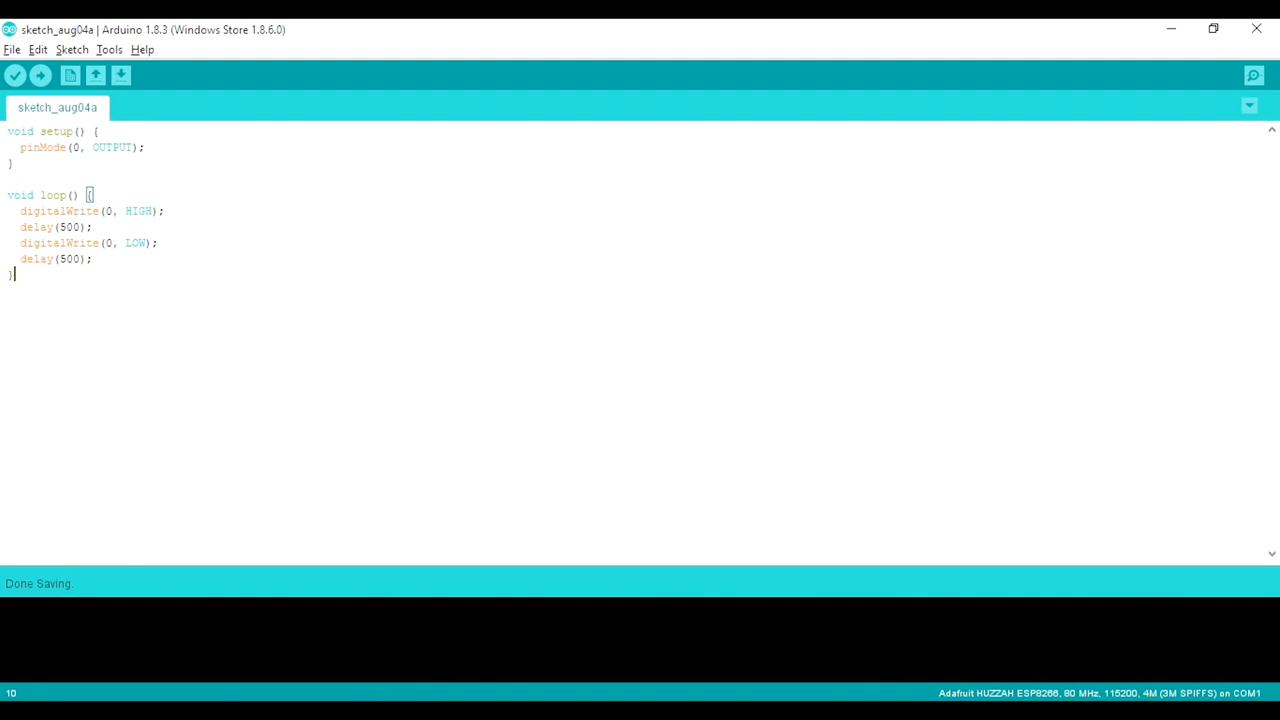 sketch_aug04a | Arduino 1.8.3 (Windows Store 1.8.6.0)
File Edit Sketch Tools Help
sketch_aug04a
void setup() {
  pinMode(0, OUTPUT);
}
void loop() {
  digitalWrite(0, HIGH);
  delay(500);
  digitalWrite(0, LOW);
  delay(500);
}
Done Saving.
10 Adafruit HUZZAH ESP8266, 80 MHz, 115200, 4M (3M SPIFFS) on COM1